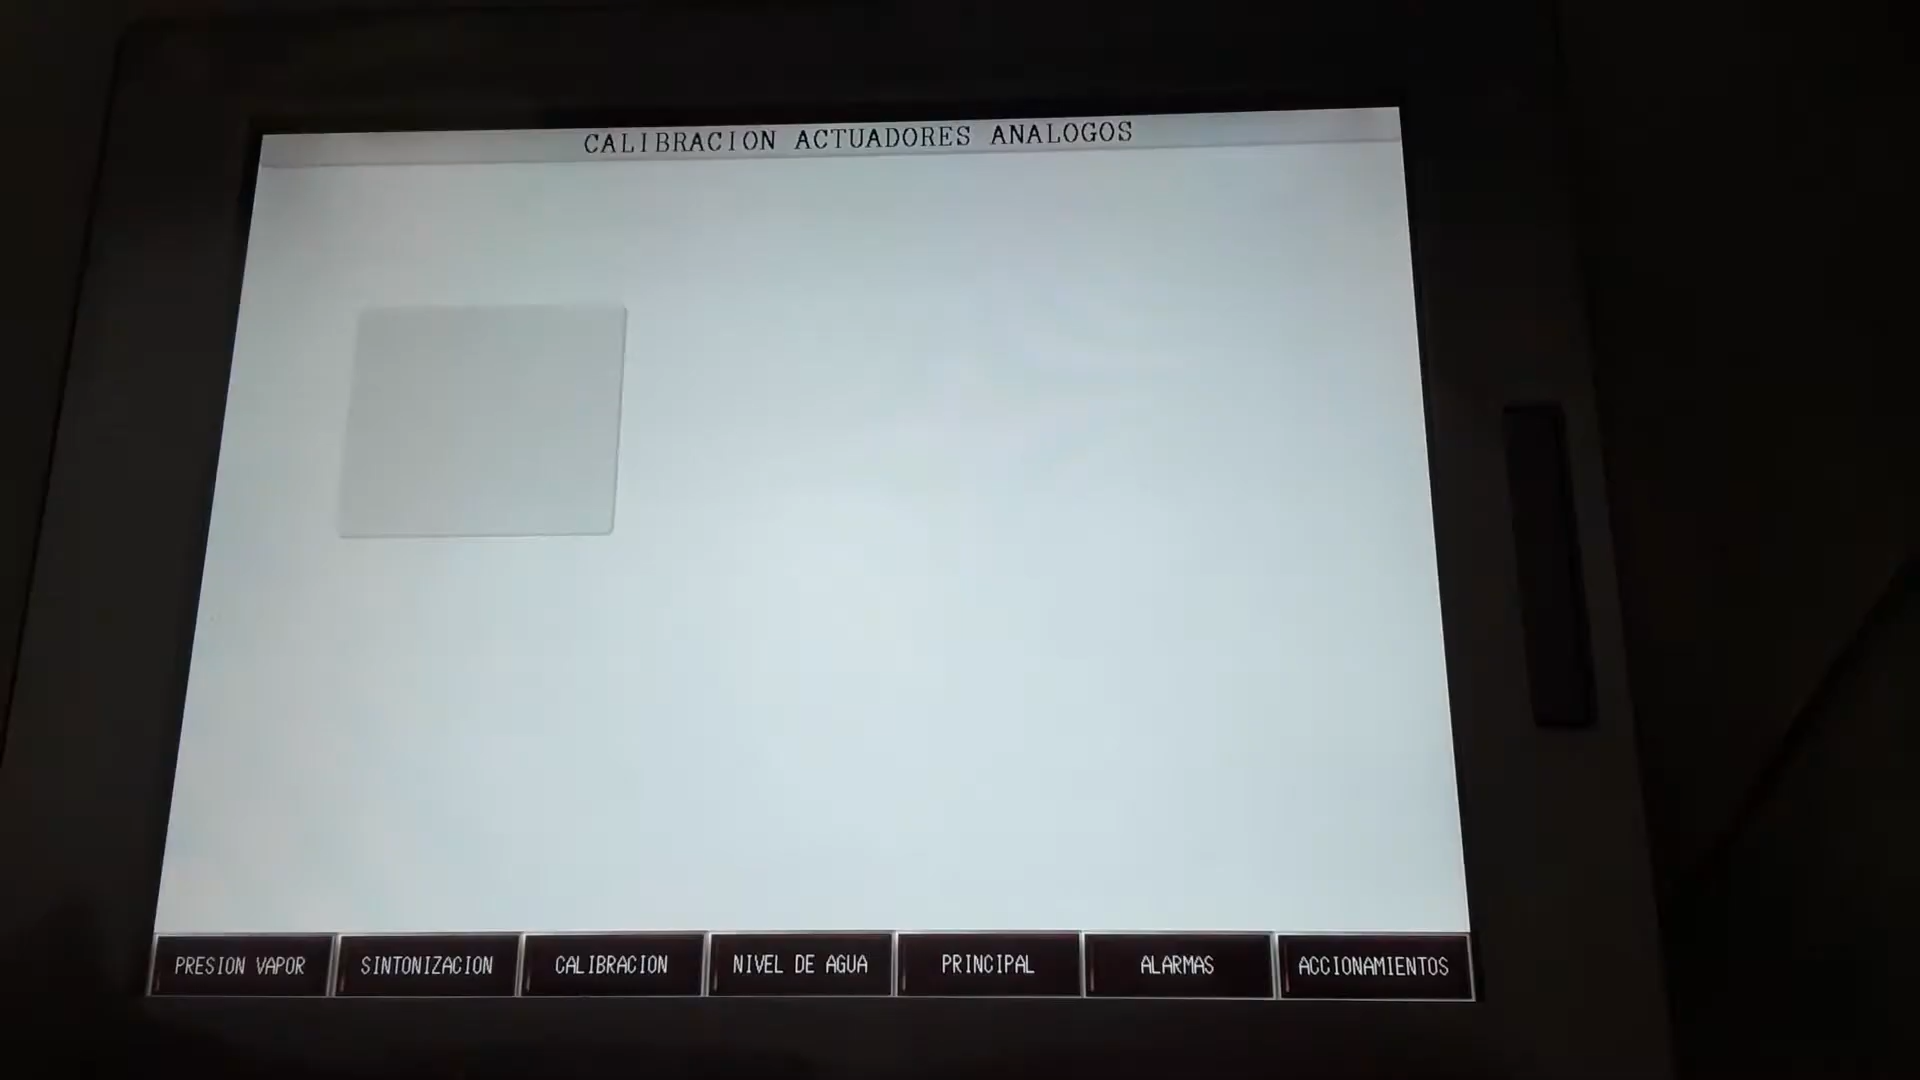 CALIBRACION ACTUADORES ANALOGOS
PRESION VAPOR
SINTONIZACION
CALIBRACION
NIVEL DE AGUA
PRINCIPAL
ALARMAS
ACCIONAMIENTOS